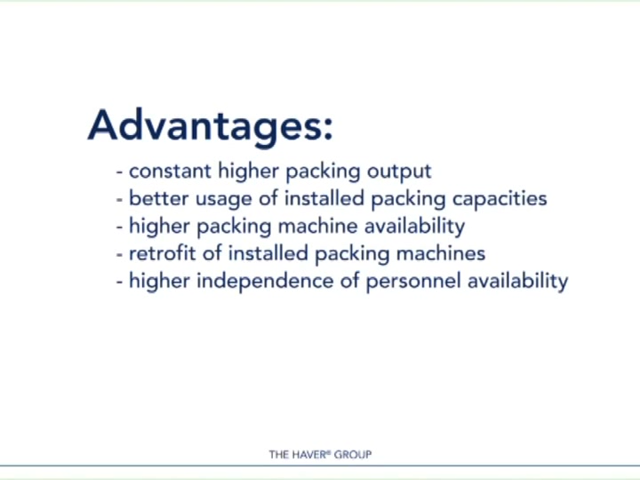 Advantages:
- constant higher packing output
- better usage of installed packing capacities
- higher packing machine availability
- retrofit of installed packing machines
- higher independence of personnel availability
THE HAVER® GROUP